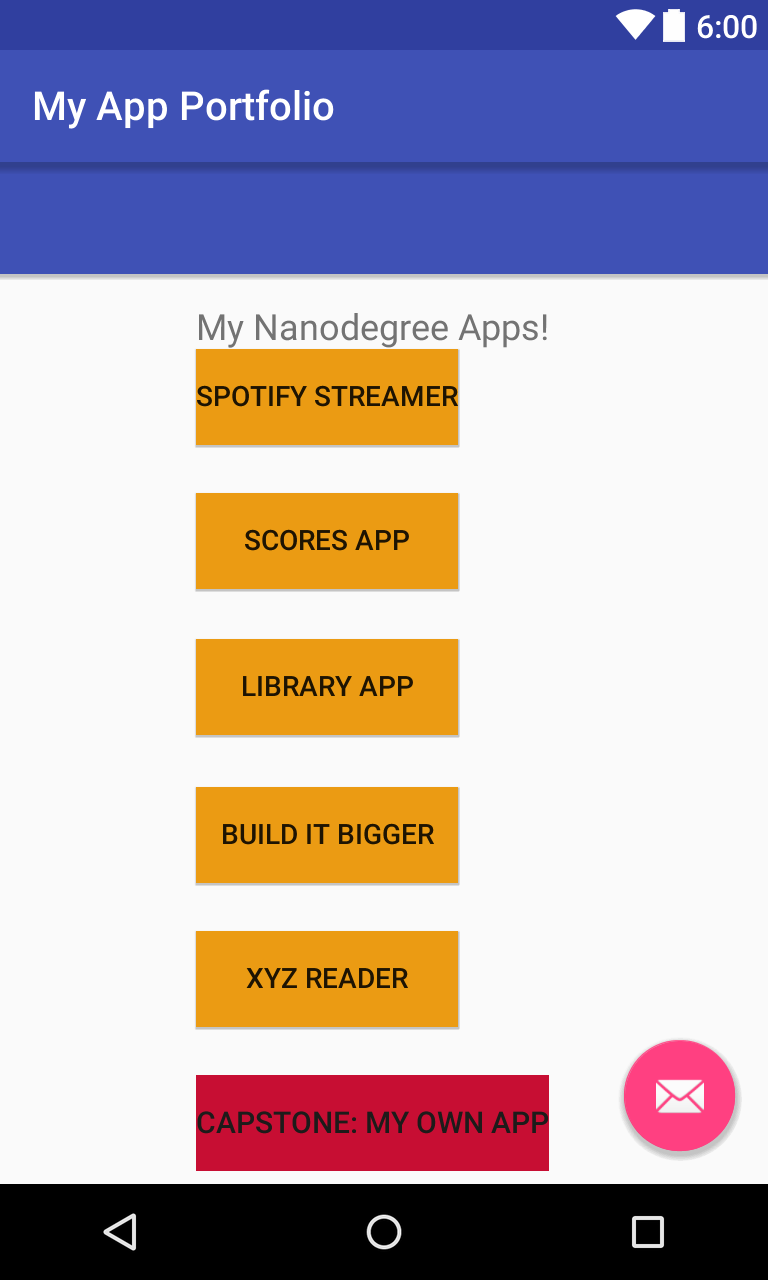 6:00
My App Portfolio
My Nanodegree Apps!
SPOTIFY STREAMER
SCORES APP
LIBRARY APP
BUILD IT BIGGER
XYZ READER
CAPSTONE: MY OWN APP